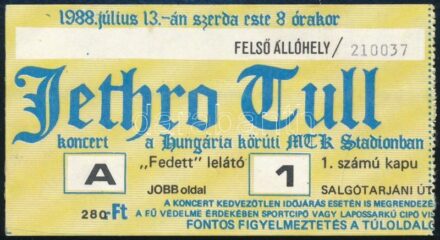 1988.július 13.-án szerda este 8 órakor
FELSŐ ÁLLÓHELY/ 210037
Jethro Tull
koncert a Hungária körúti MTK Stadionban
A „Fedett" lelátó 1 1. számú kapu
JOBB oldal SALGÓTARJÁNI ÚT
A KONCERT KEDVEZŐTLEN IDŐJÁRÁS ESETÉN IS MEGRENDEZÉ
280.-Ft A FŰ VÉDELME ÉRDEKÉBEN SPORTCIPŐ VAGY LAPOSSARKÚ CIPŐ VIS
FONTOS FIGYELMEZTETÉS A TÚLOLDAL